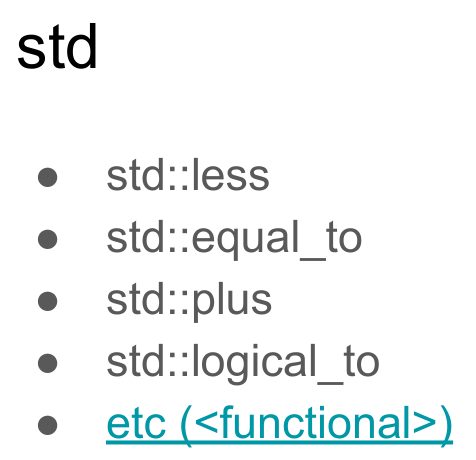 std
● std::less
● std::equal_to
● std::plus
● std::logical_to
● etc (<functional>)